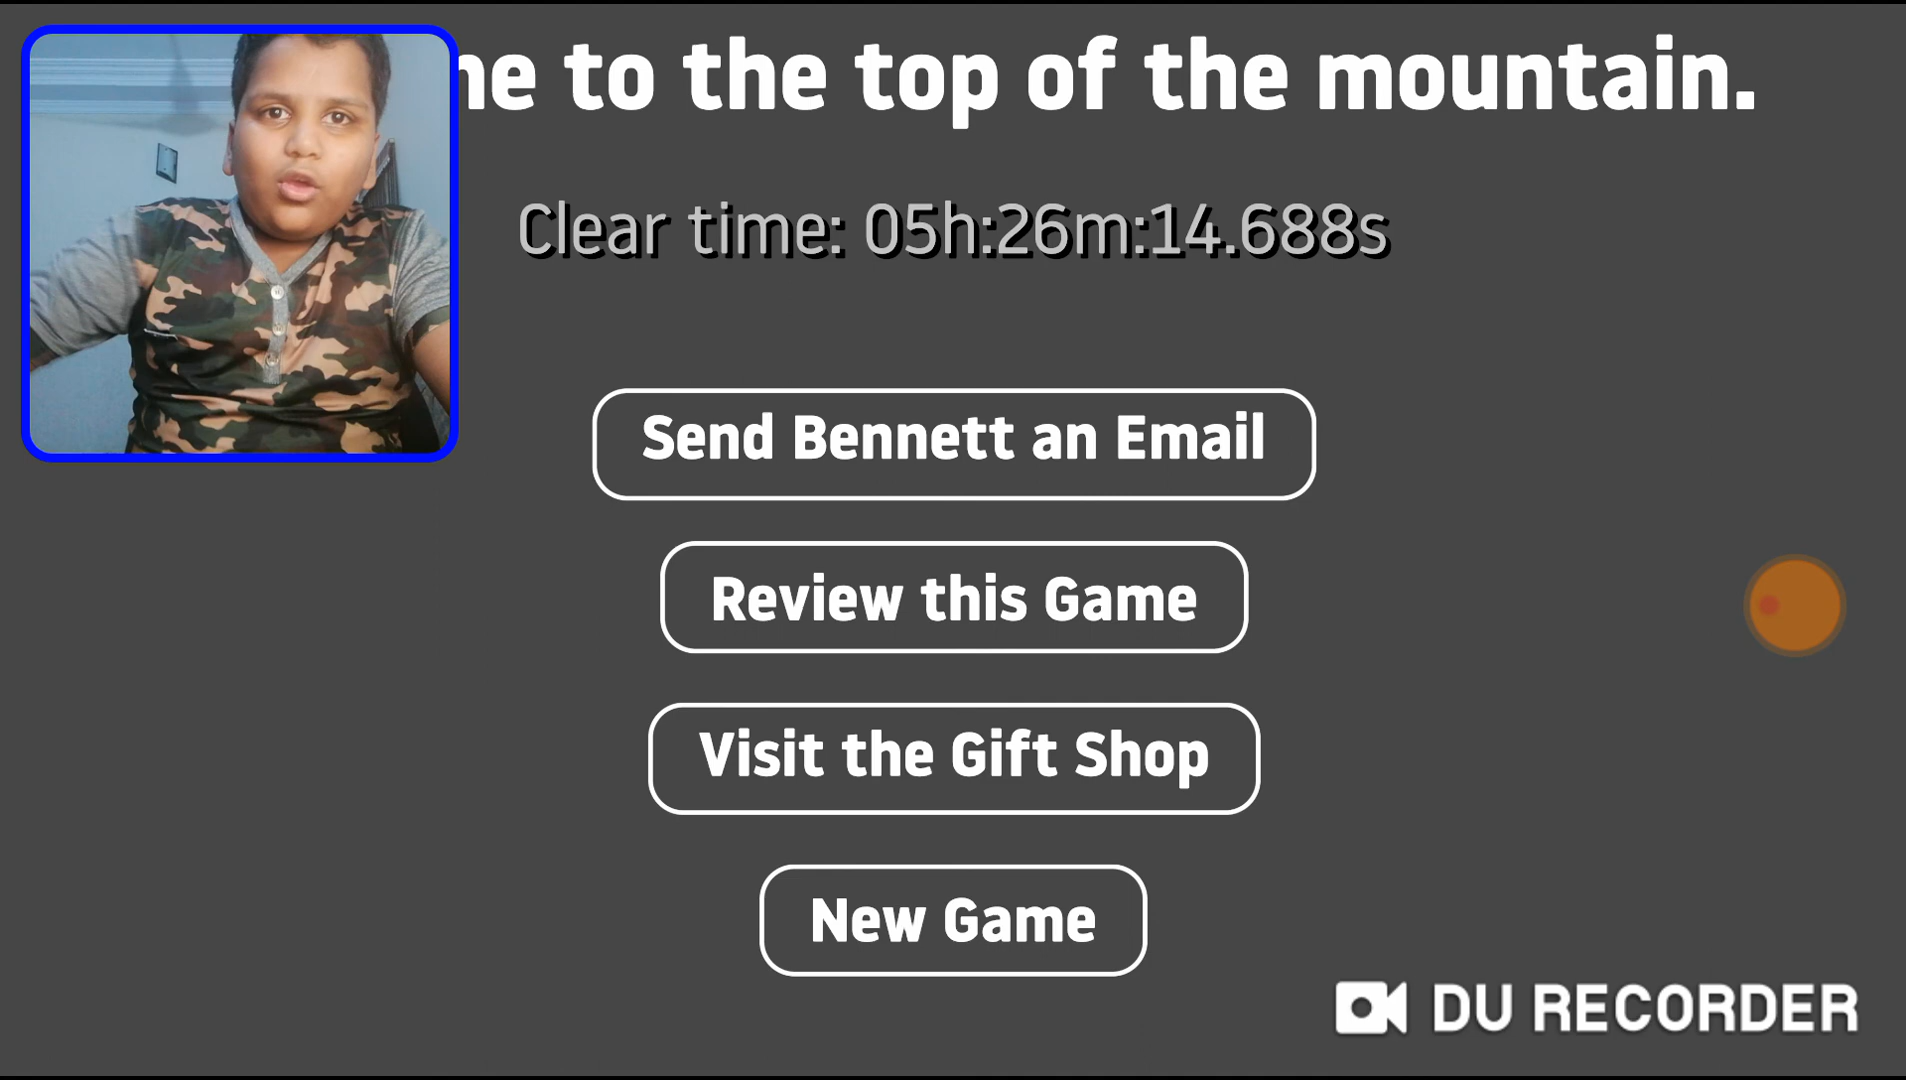 to the top of the mountain.
Clear time: 05h:26m:14.688s
Send Bennett an Email
Review this Game
Visit the Gift Shop
New Game
DU RECORDER